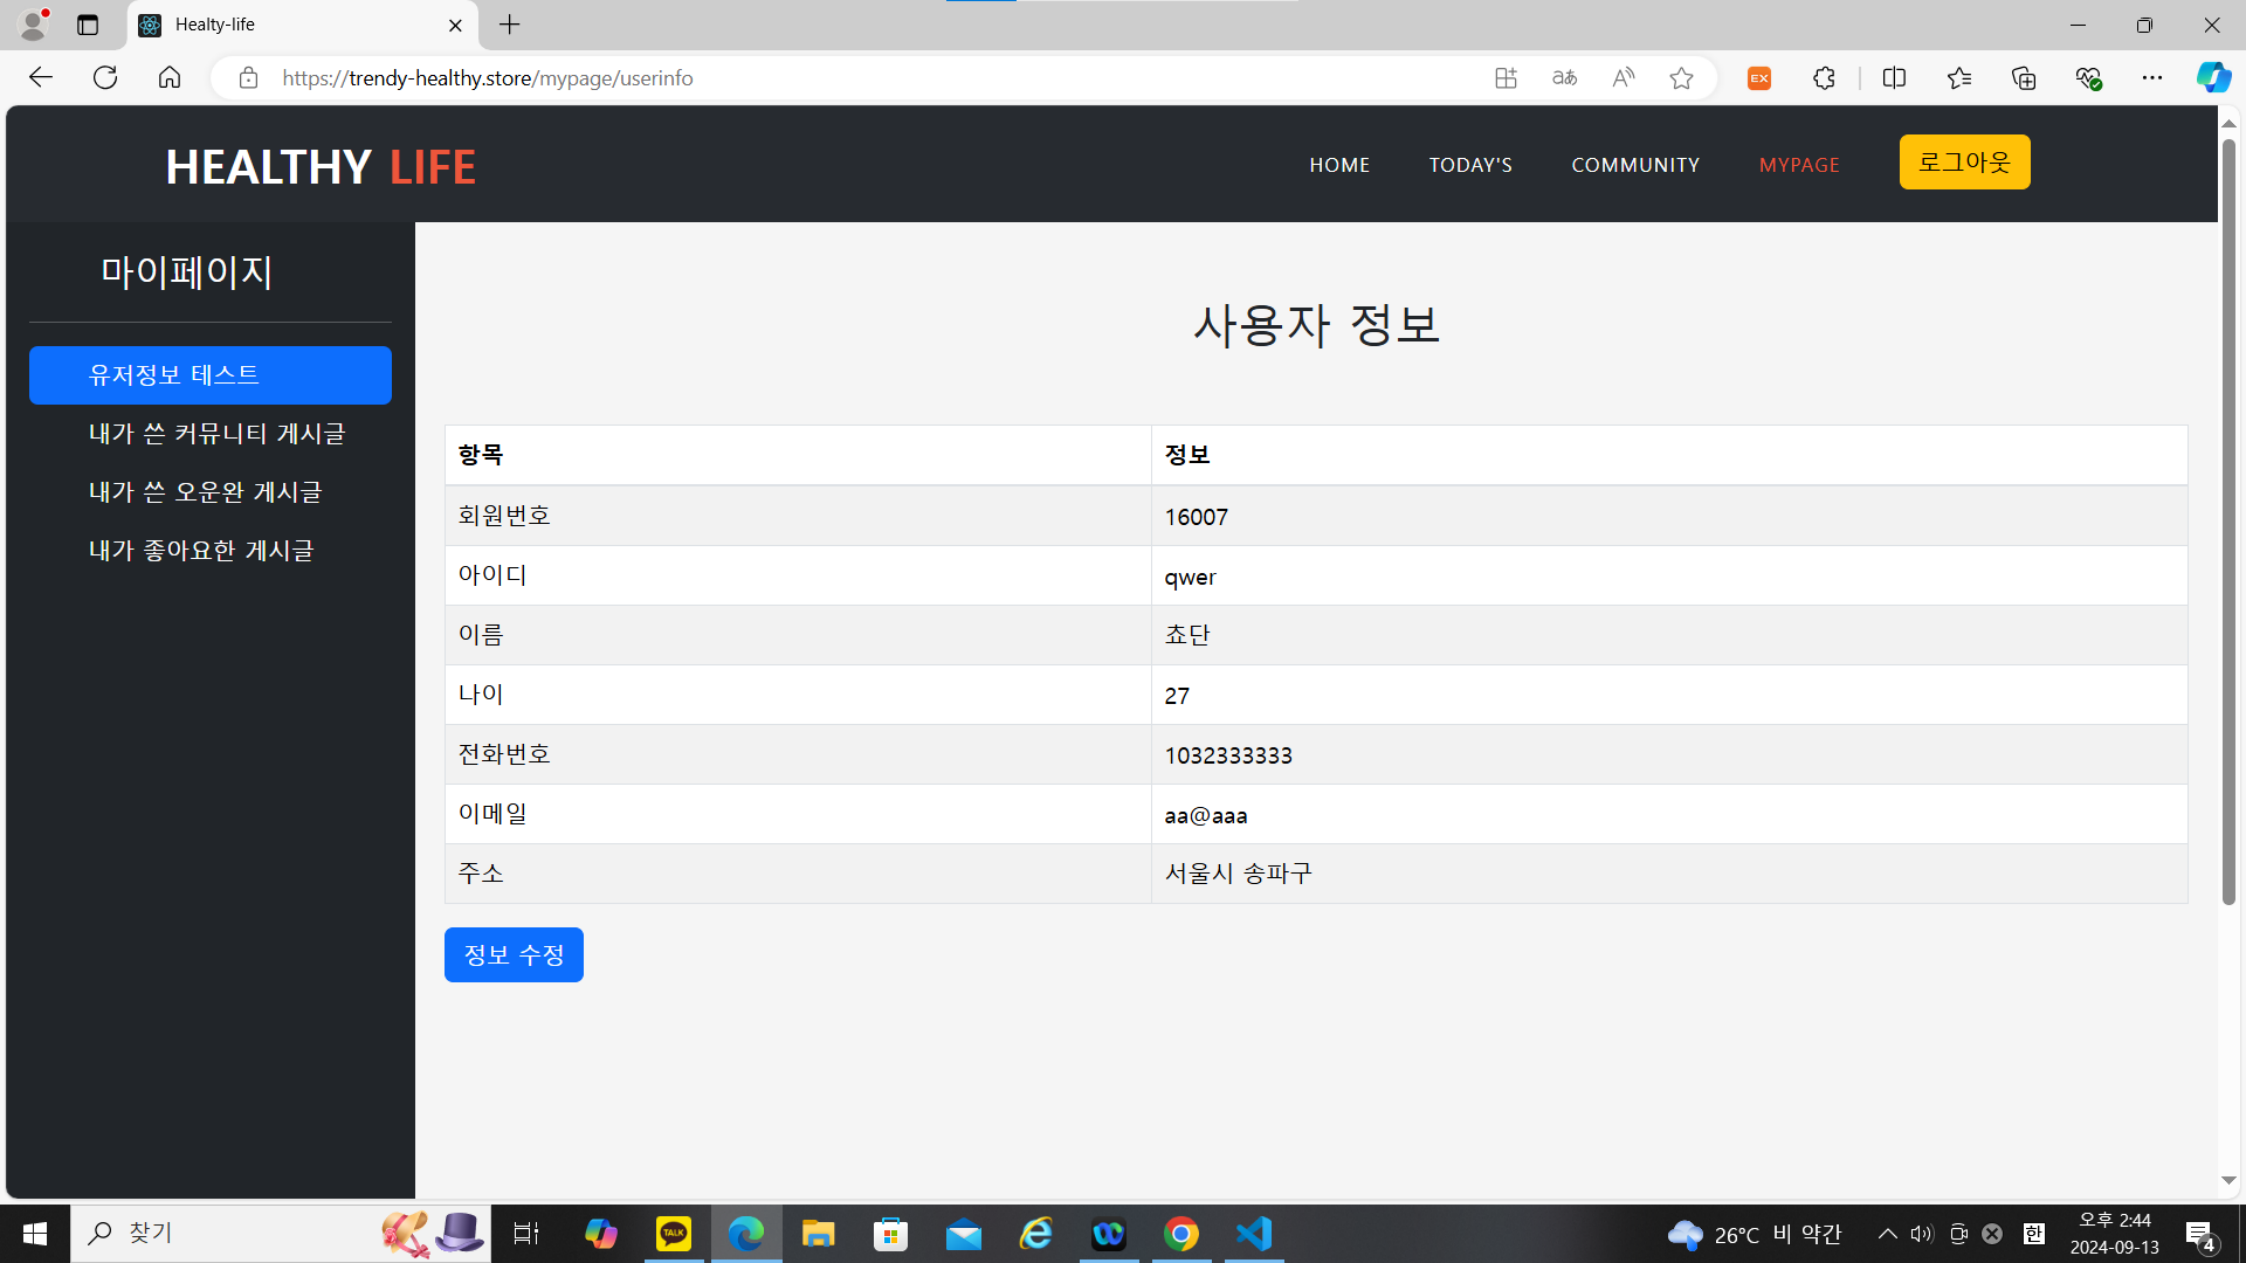 Healty-life
https://trendy-healthy.store/mypage/userinfo
aあ
EX
HEALTHY LIFE
HOME
TODAY'S
COMMUNITY
MYPAGE
로그아웃
마이페이지
유저정보 테스트
내가 쓴 커뮤니티 게시글
내가 쓴 오운완 게시글
내가 좋아요한 게시글
사용자 정보
항목 정보
회원번호 16007
아이디 qwer
이름 쵸단
나이 27
전화번호 1032333333
이메일 aa@aaa
주소 서울시 송파구
정보 수정
찾기
TALK
26°C 비 약간
한
오후 2:44
2024-09-13
4